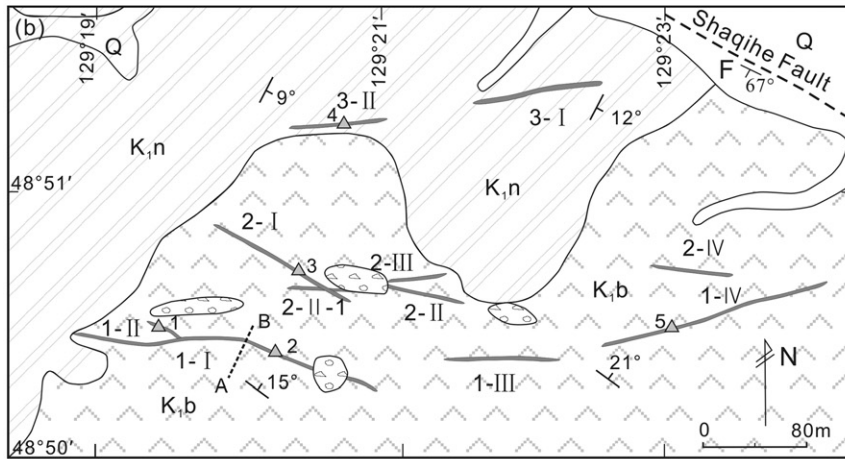 (b)
129°19′
129°21′
129°23′
Q
Q
Shaqihe Fault
F
67°
9°
3-II
4
3-I
12°
K₁n
K₁n
48°51′
2-I
3
2-III
2-IV
2-II-1
2-II
K₁b
1-IV
1-II
1
B
5
1-I
2
A
15°
1-III
21°
N
K₁b
48°50′
0 80m